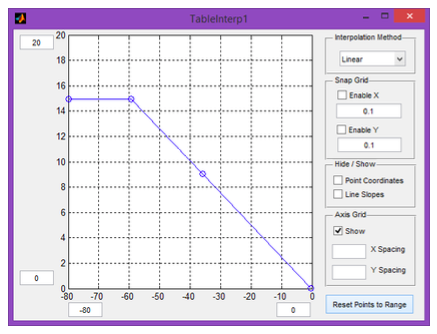 TableInterp1
20
20
18
16
14
12
10
8
6
4
2
0
0
-80 -70 -60 -50 -40 -30 -20 -10 0
-80 0
Interpolation Method
Linear
Snap Grid
Enable X
0.1
Enable Y
0.1
Hide / Show
Point Coordinates
Line Slopes
Axis Grid
Show
X Spacing
Y Spacing
Reset Points to Range